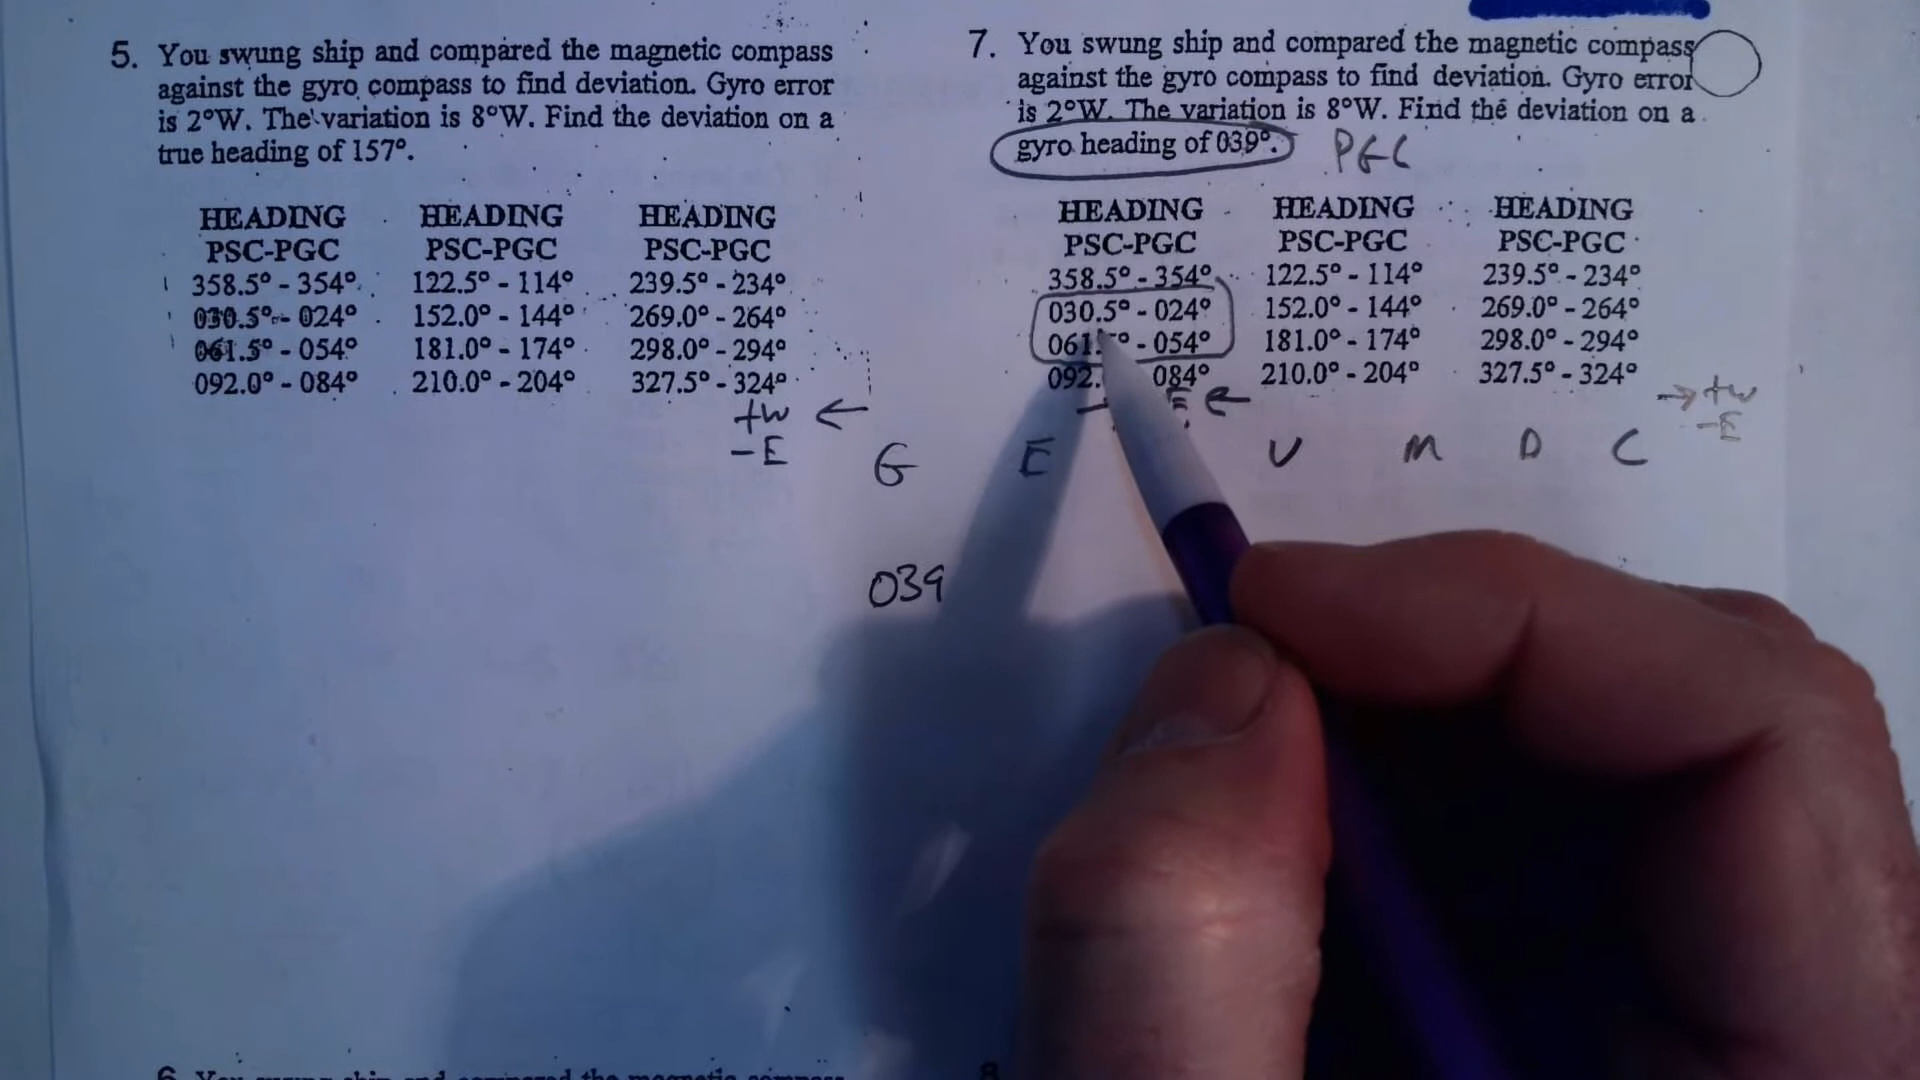 5. You swung ship and compared the magnetic compass
against the gyro compass to find deviation. Gyro error
is 2°W. The variation is 8°W. Find the deviation on a
true heading of 157°.
HEADING HEADING HEADING
PSC-PGC PSC-PGC PSC-PGC
358.5° - 354° 122.5° - 114° 239.5° - 234°
030.5° - 024° 152.0° - 144° 269.0° - 264°
061.5° - 054° 181.0° - 174° 298.0° - 294°
092.0° - 084° 210.0° - 204° 327.5° - 324°
+W ←
-E
7. You swung ship and compared the magnetic compass
against the gyro compass to find deviation. Gyro error
is 2°W. The variation is 8°W. Find the deviation on a
gyro heading of 039°. PGC
HEADING HEADING HEADING
PSC-PGC PSC-PGC PSC-PGC
358.5° - 354° 122.5° - 114° 239.5° - 234°
030.5° - 024° 152.0° - 144° 269.0° - 264°
061. ° - 054° 181.0° - 174° 298.0° - 294°
092. 084° 210.0° - 204° 327.5° - 324°
E ← → +W
-E
G E V M D C
039